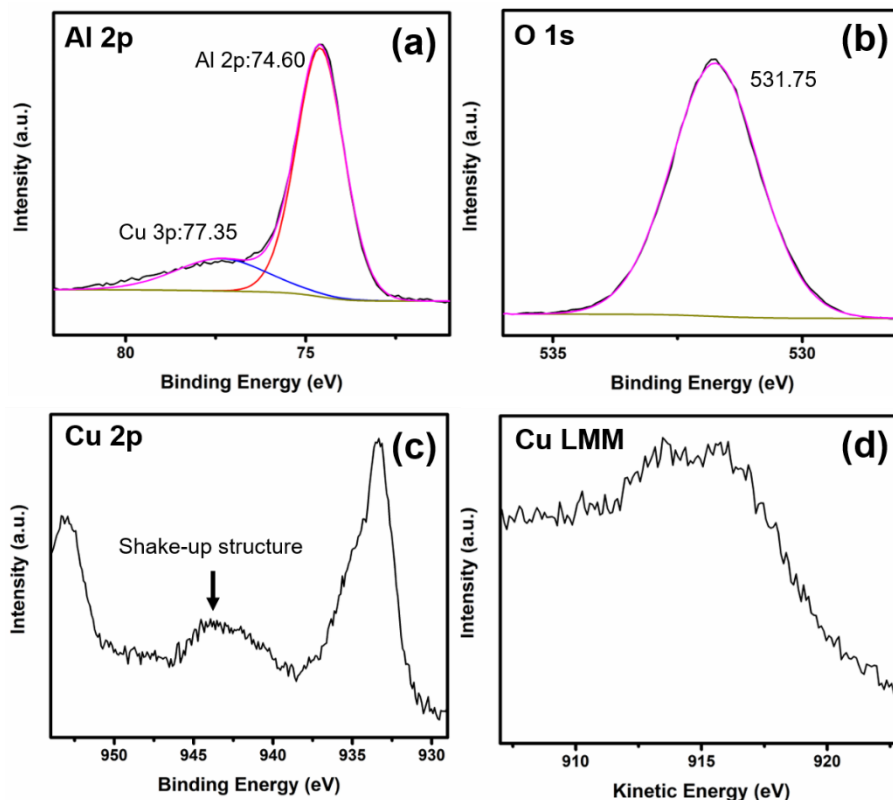 Al 2p
(a)
Al 2p:74.60
Cu 3p:77.35
Intensity (a.u.)
80
75
Binding Energy (eV)
O 1s
(b)
531.75
Intensity (a.u.)
535
530
Binding Energy (eV)
Cu 2p
(c)
Shake-up structure
Intensity (a.u.)
950
945
940
935
930
Binding Energy (eV)
Cu LMM
(d)
Intensity (a.u.)
910
915
920
Kinetic Energy (eV)